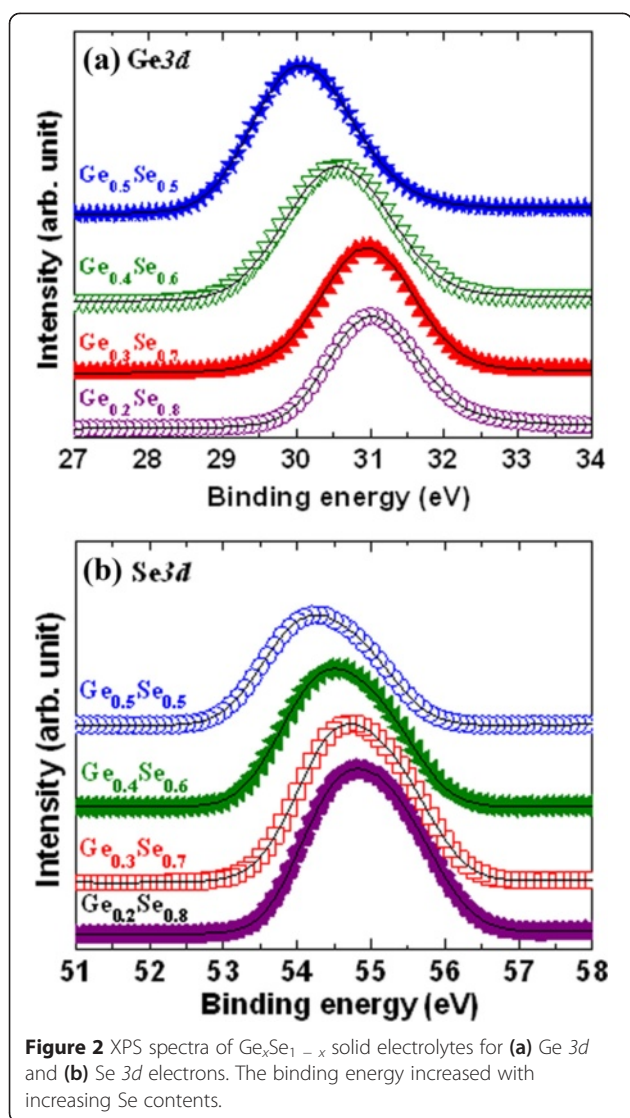 (a) Ge3d
Intensity (arb. unit)
Ge0.5Se0.5
Ge0.4Se0.6
Ge0.3Se0.7
Ge0.2Se0.8
27 28 29 30 31 32 33 34
Binding energy (eV)
(b) Se3d
Intensity (arb. unit)
Ge0.5Se0.5
Ge0.4Se0.6
Ge0.3Se0.7
Ge0.2Se0.8
51 52 53 54 55 56 57 58
Binding energy (eV)
Figure 2 XPS spectra of GexSe1 − x solid electrolytes for (a) Ge 3d
and (b) Se 3d electrons. The binding energy increased with
increasing Se contents.